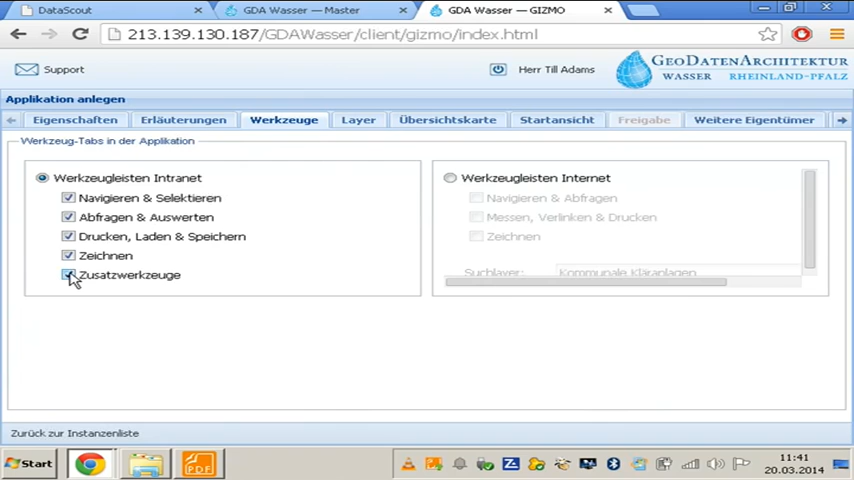 DataScout
GDA Wasser — Master
GDA Wasser — GIZMO
213.139.130.187/GDAWasser/client/gizmo/index.html
Support
Herr Till Adams
GEODATENARCHITEKTUR
WASSER RHEINLAND-PFALZ
Applikation anlegen
Eigenschaften
Erläuterungen
Werkzeuge
Layer
Übersichtskarte
Startansicht
Freigabe
Weitere Eigentümer
Werkzeug-Tabs in der Applikation
Werkzeugleisten Intranet
Navigieren & Selektieren
Abfragen & Auswerten
Drucken, Laden & Speichern
Zeichnen
Zusatzwerkzeuge
Werkzeugleisten Internet
Navigieren & Abfragen
Messen, Verlinken & Drucken
Zeichnen
Suchlayer: Kommunale Kläranlagen
Zurück zur Instanzenliste
Start
PDF
11:41
20.03.2014